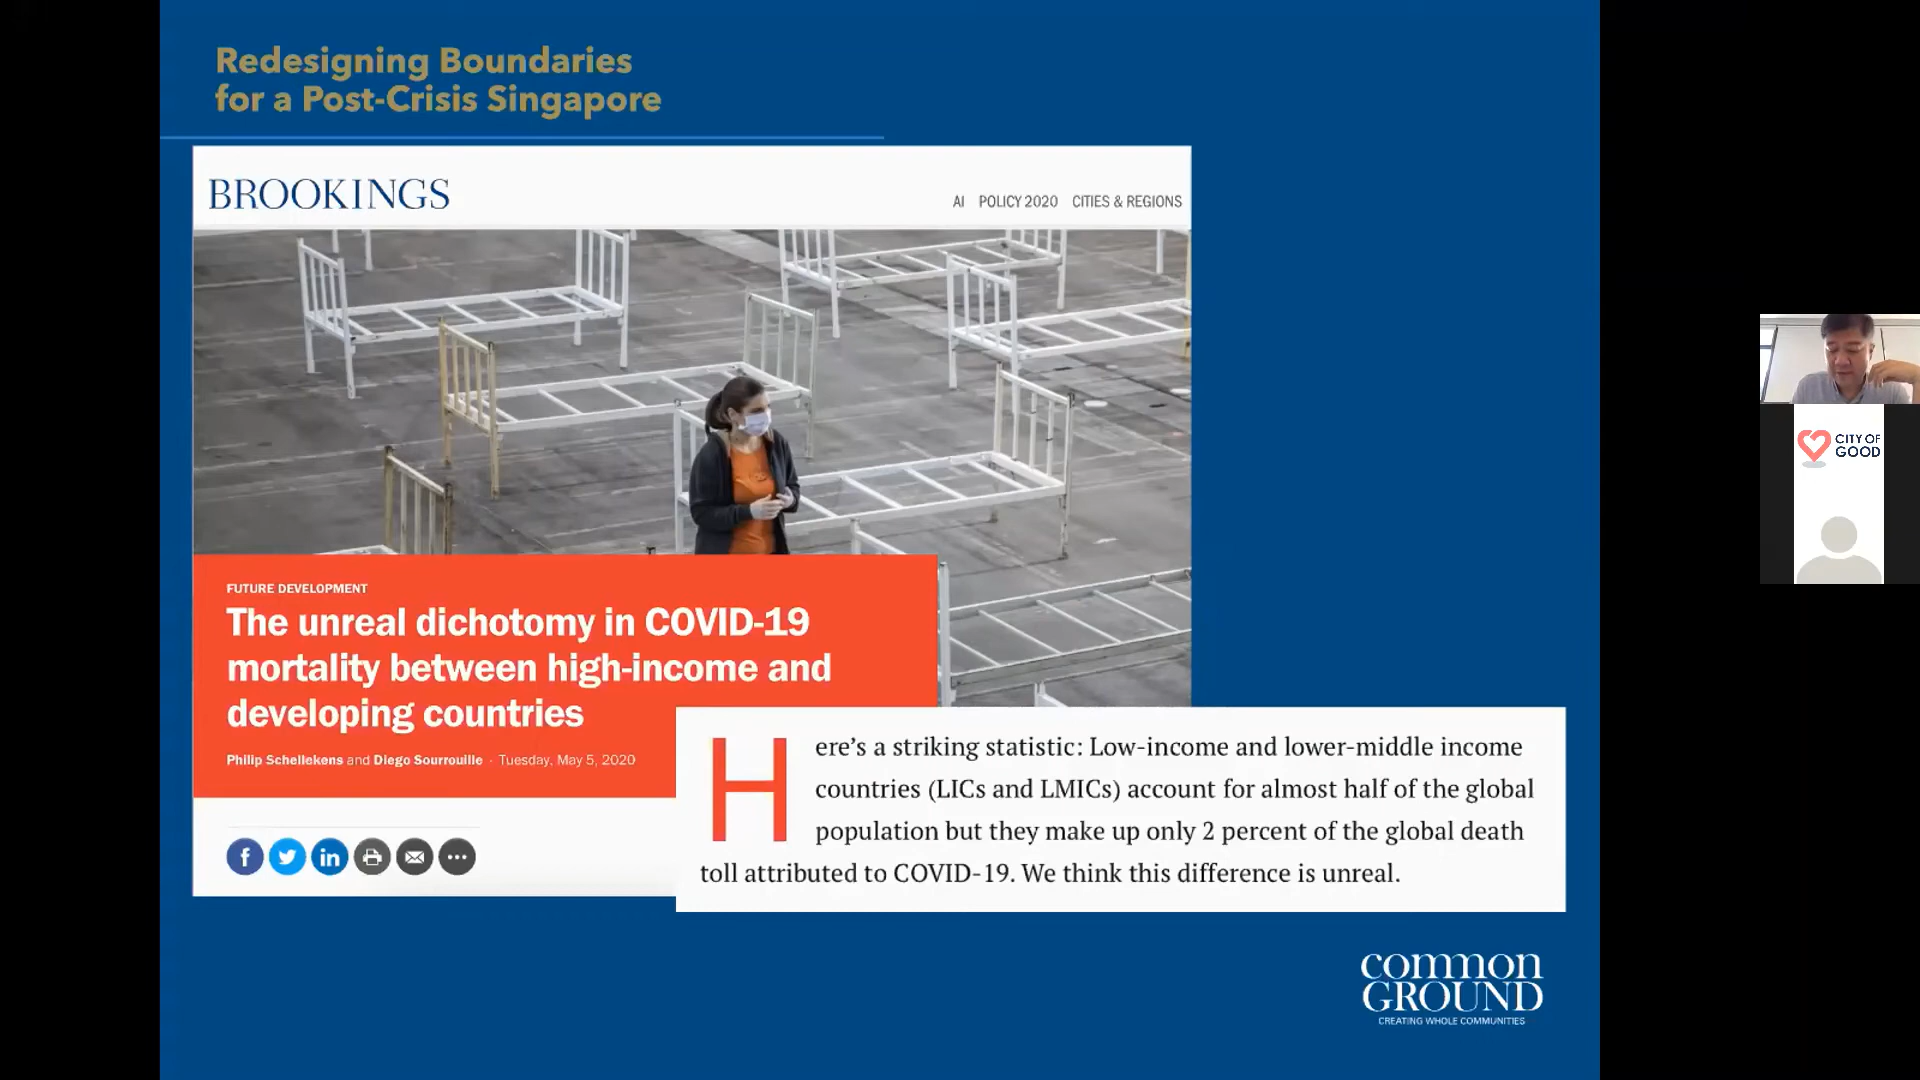 Redesigning Boundaries
for a Post-Crisis Singapore
BROOKINGS
AI POLICY 2020 CITIES & REGIONS
FUTURE DEVELOPMENT
The unreal dichotomy in COVID-19
mortality between high-income and
developing countries
Philip Schellekens and Diego Sourrouille · Tuesday, May 5, 2020
Here’s a striking statistic: Low-income and lower-middle income
countries (LICs and LMICs) account for almost half of the global
population but they make up only 2 percent of the global death
toll attributed to COVID-19. We think this difference is unreal.
common
GROUND
CREATING WHOLE COMMUNITIES
CITY OF
GOOD